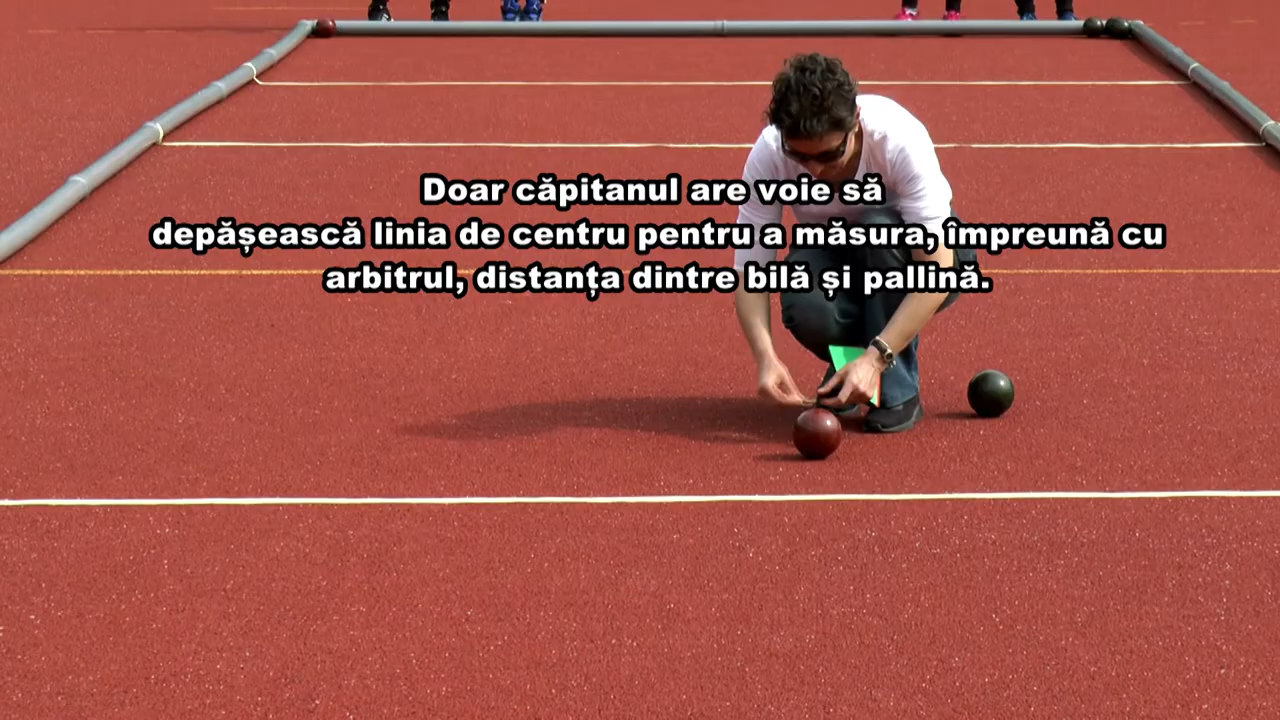 Doar căpitanul are voie să
depășească linia de centru pentru a măsura, împreună cu
arbitrul, distanța dintre bilă și pallină.